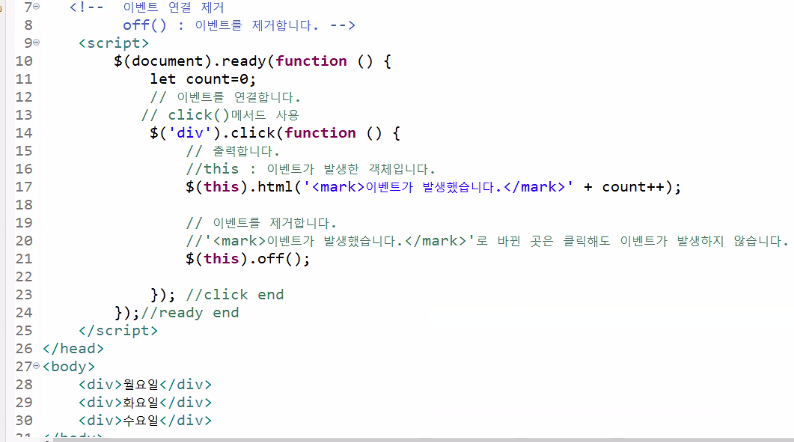 7 <!-- 이벤트 연결 제거
8 off() : 이벤트를 제거합니다. -->
9 <script>
10 $(document).ready(function () {
11 let count=0;
12 // 이벤트를 연결합니다.
13 // click()메서드 사용
14 $('div').click(function () {
15 // 출력합니다.
16 //this : 이벤트가 발생한 객체입니다.
17 $(this).html('<mark>이벤트가 발생했습니다.</mark>' + count++);
18
19 // 이벤트를 제거합니다.
20 //'<mark>이벤트가 발생했습니다.</mark>'로 바뀐 곳은 클릭해도 이벤트가 발생하지 않습니다.
21 $(this).off();
22
23 }); //click end
24 });//ready end
25 </script>
26 </head>
27 <body>
28 <div>월요일</div>
29 <div>화요일</div>
30 <div>수요일</div>
31 </body>